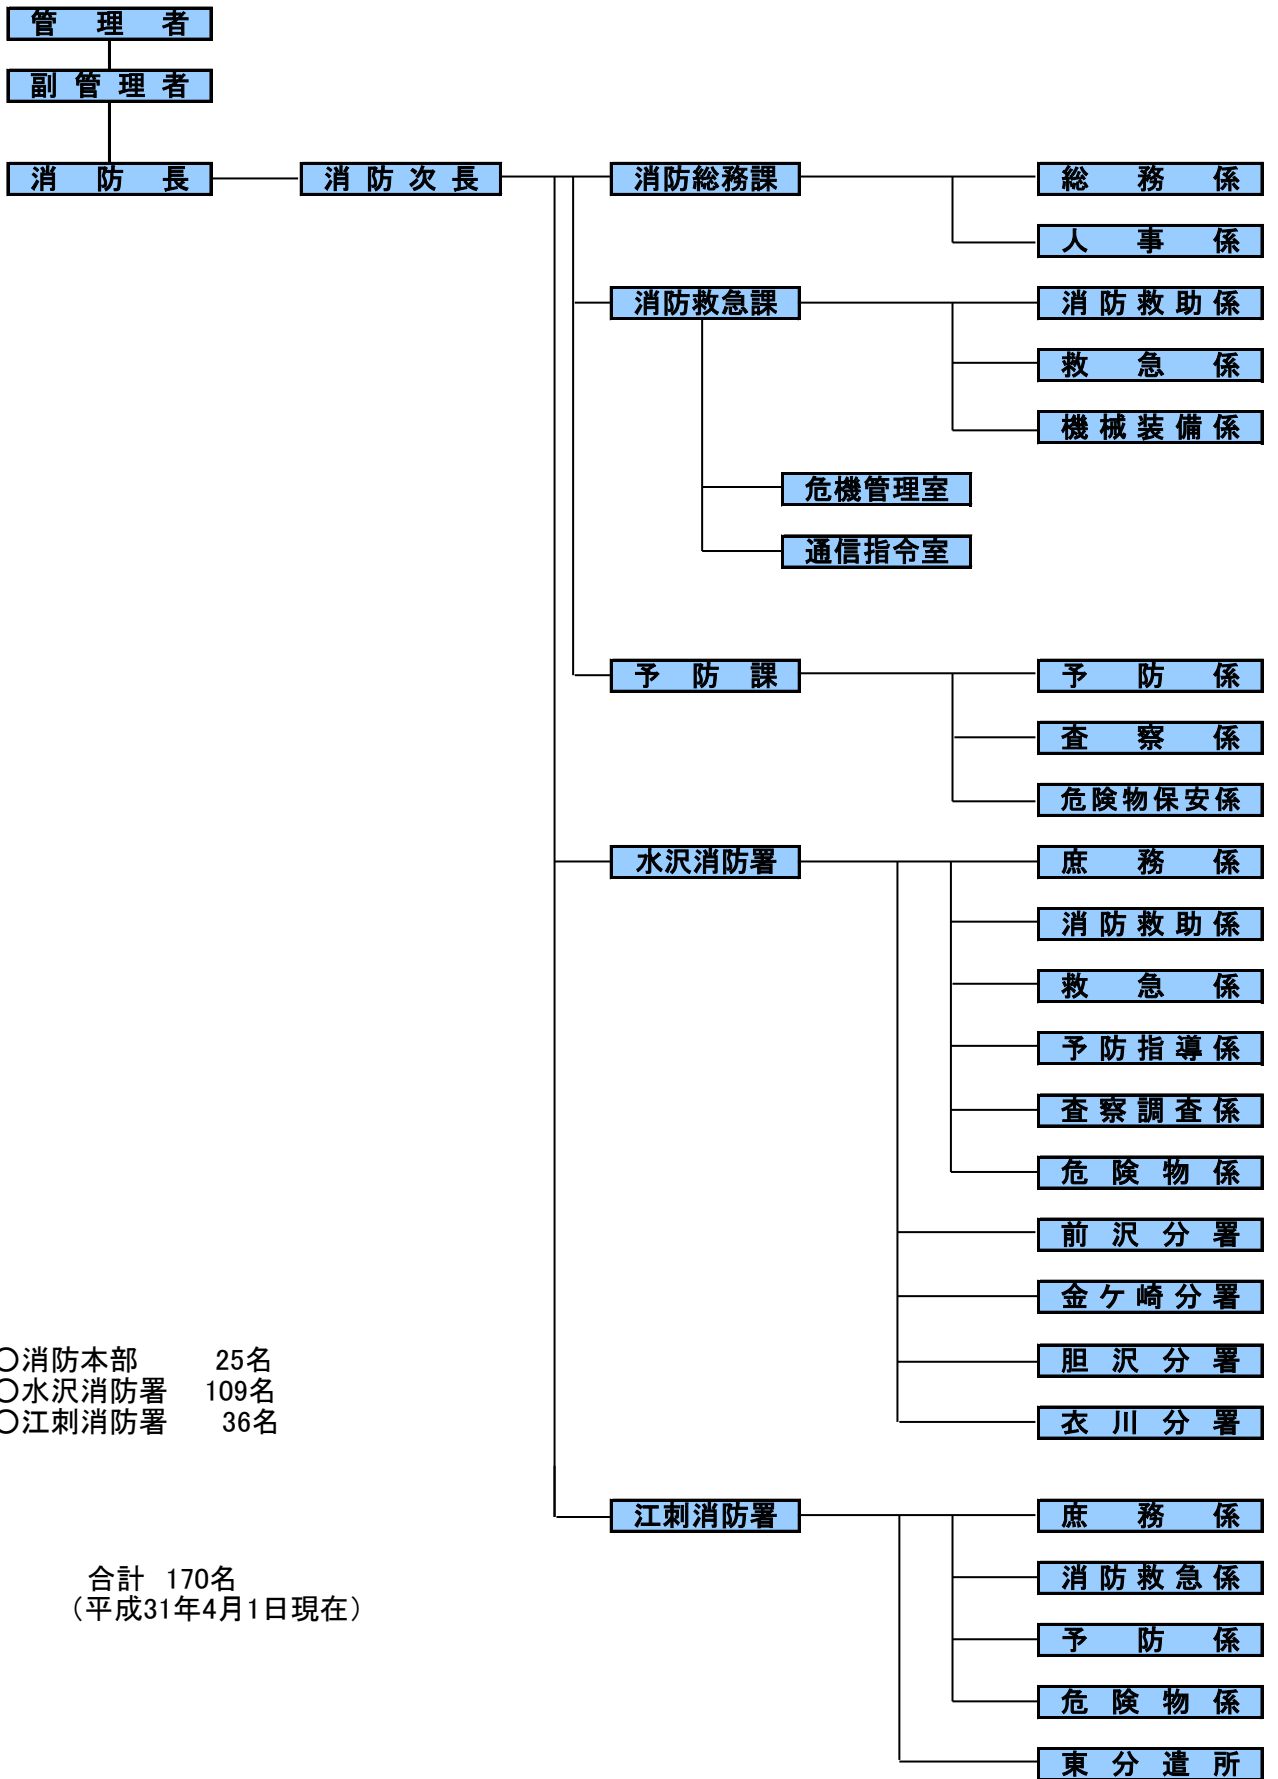 管理者
副管理者
消防長
消防次長
消防総務課
総務係
人事係
消防救急課
消防救助係
救急係
機械装備係
危機管理室
通信指令室
予防課
予防係
査察係
危険物保安係
水沢消防署
庶務係
消防救助係
救急係
予防指導係
査察調査係
危険物係
前沢分署
金ケ崎分署
胆沢分署
衣川分署
○消防本部 25名
○水沢消防署 109名
○江刺消防署 36名
江刺消防署
庶務係
消防救急係
予防係
危険物係
東分遣所
合計 170名
（平成31年4月1日現在）